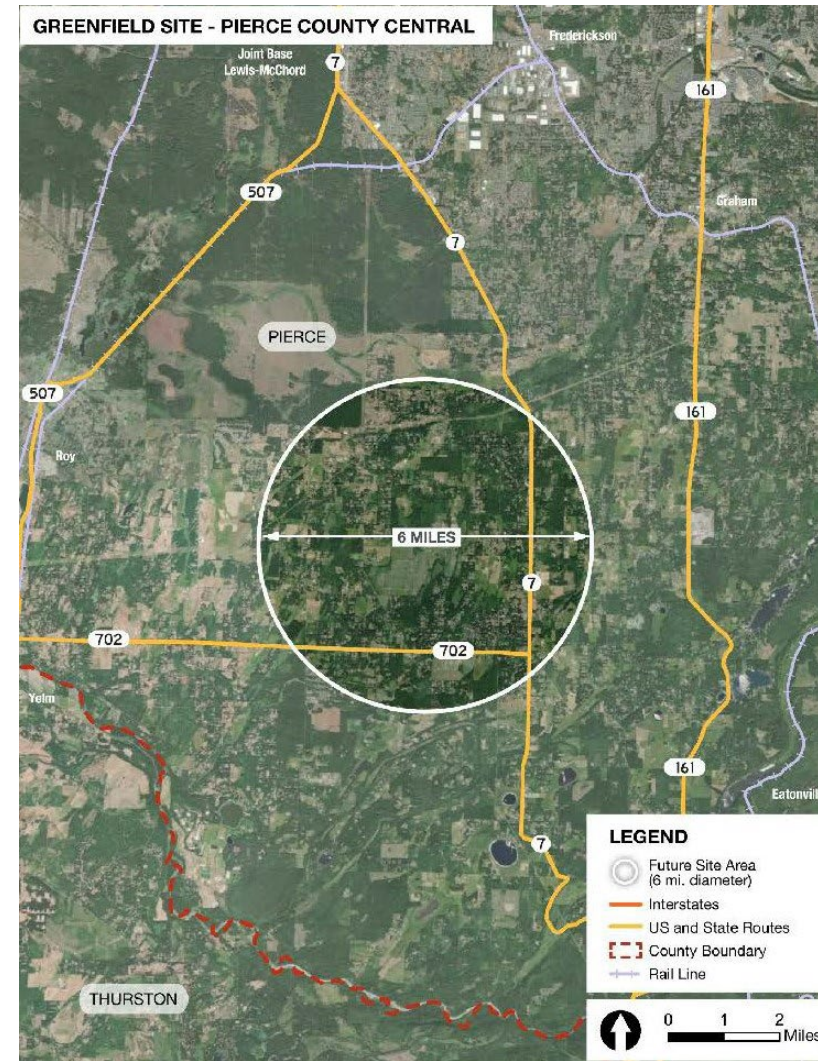 GREENFIELD SITE - PIERCE COUNTY CENTRAL
Joint Base
Lewis-McChord
7
Frederickson
161
507
Graham
7
PIERCE
507
161
Roy
6 MILES
7
702
702
Yelm
161
Eatonvill
7
LEGEND
Future Site Area
(6 mi. diameter)
Interstates
US and State Routes
County Boundary
Rail Line
THURSTON
0 1 2
Miles